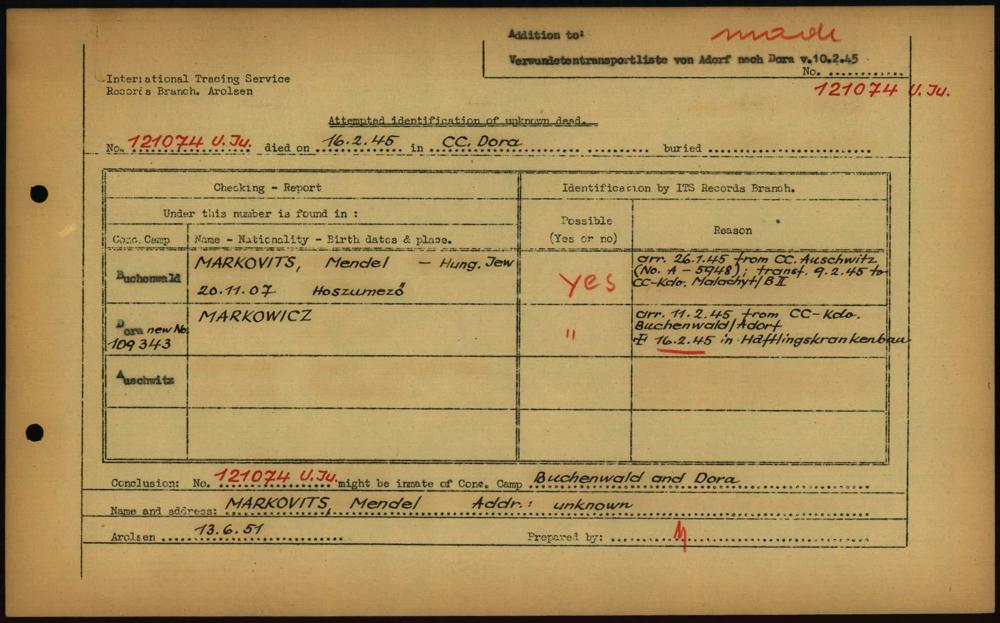 Addition to: made
Verwundetentransportliste von Adorf nach Dora v.10.2.45
No. ............
121074 U.Ju.
International Tracing Service
Records Branch. Arolsen
Attempted identification of unknown dead.
No. 121074 U.Ju. died on 16.2.45 in CC. Dora buried
Checking - Report
Identification by ITS Records Branch.
Under this number is found in :
Possible
(Yes or no)
Reason
Conc. Camp
Name - Nationality - Birth dates & place.
Buchenwald
MARKOVITS, Mendel - Hung. Jew
20.11.07 Hoszumező
Yes
arr. 26.1.45 from CC. Auschwitz
(No. A - 5948); transf. 9.2.45 to
CC-Kdo. Malachyt/B II
Dora new No.
109343
MARKOWICZ
"
arr. 11.2.45 from CC-Kdo.
Buchenwald/Adorf
16.2.45 in Häftlingskrankenbau
Auschwitz
Conclusion: No. 121074 U.Ju. might be inmate of Conc. Camp Buchenwald and Dora
Name and address: MARKOVITS, Mendel Addr.: unknown
Arolsen 13.6.51
Prepared by: